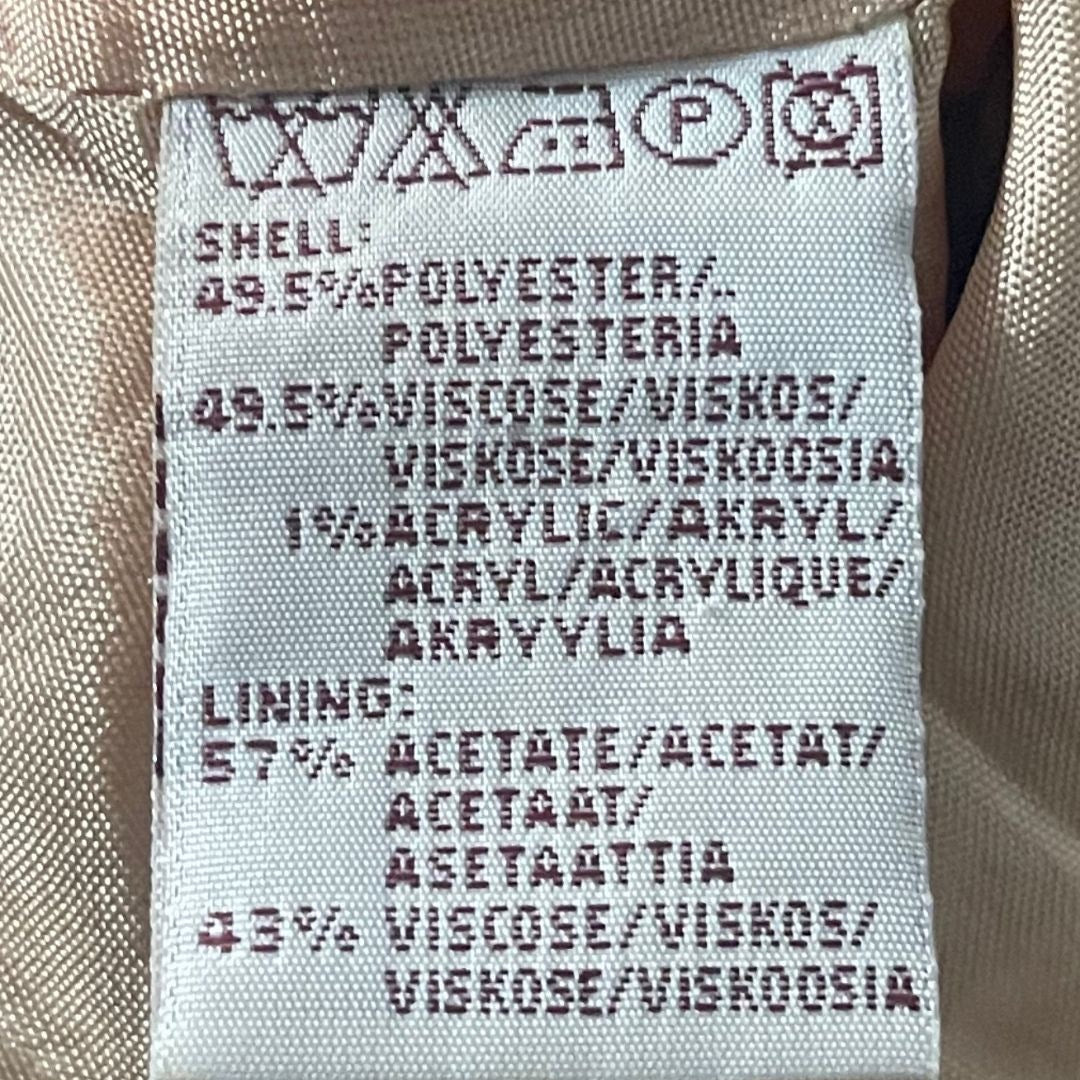 P
SHELL:
49.5% POLYESTER/
POLYESTERIA
49.5% VISCOSE/VISKOS/
VISKOSE/VISKOOSIA
1% ACRYLIC/AKRYL/
ACRYL/ACRYLIQUE/
AKRYYLIA
LINING:
57% ACETATE/ACETAT/
ACETAAT/
ASETAATTIA
43% VISCOSE/VISKOS/
VISKOSE/VISKOOSIA